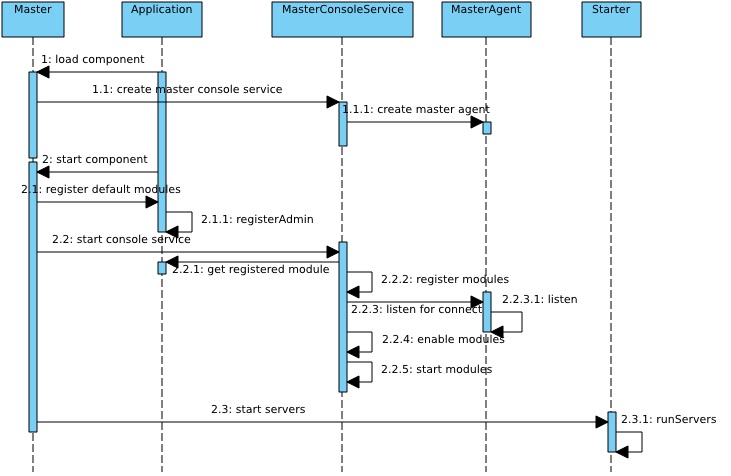 Master
Application
MasterConsoleService
MasterAgent
Starter
1: load component
1.1: create master console service
1.1.1: create master agent
2: start component
2.1: register default modules
2.1.1: registerAdmin
2.2: start console service
2.2.1: get registered module
2.2.2: register modules
2.2.3.1: listen
2.2.3: listen for connect
2.2.4: enable modules
2.2.5: start modules
2.3: start servers
2.3.1: runServers